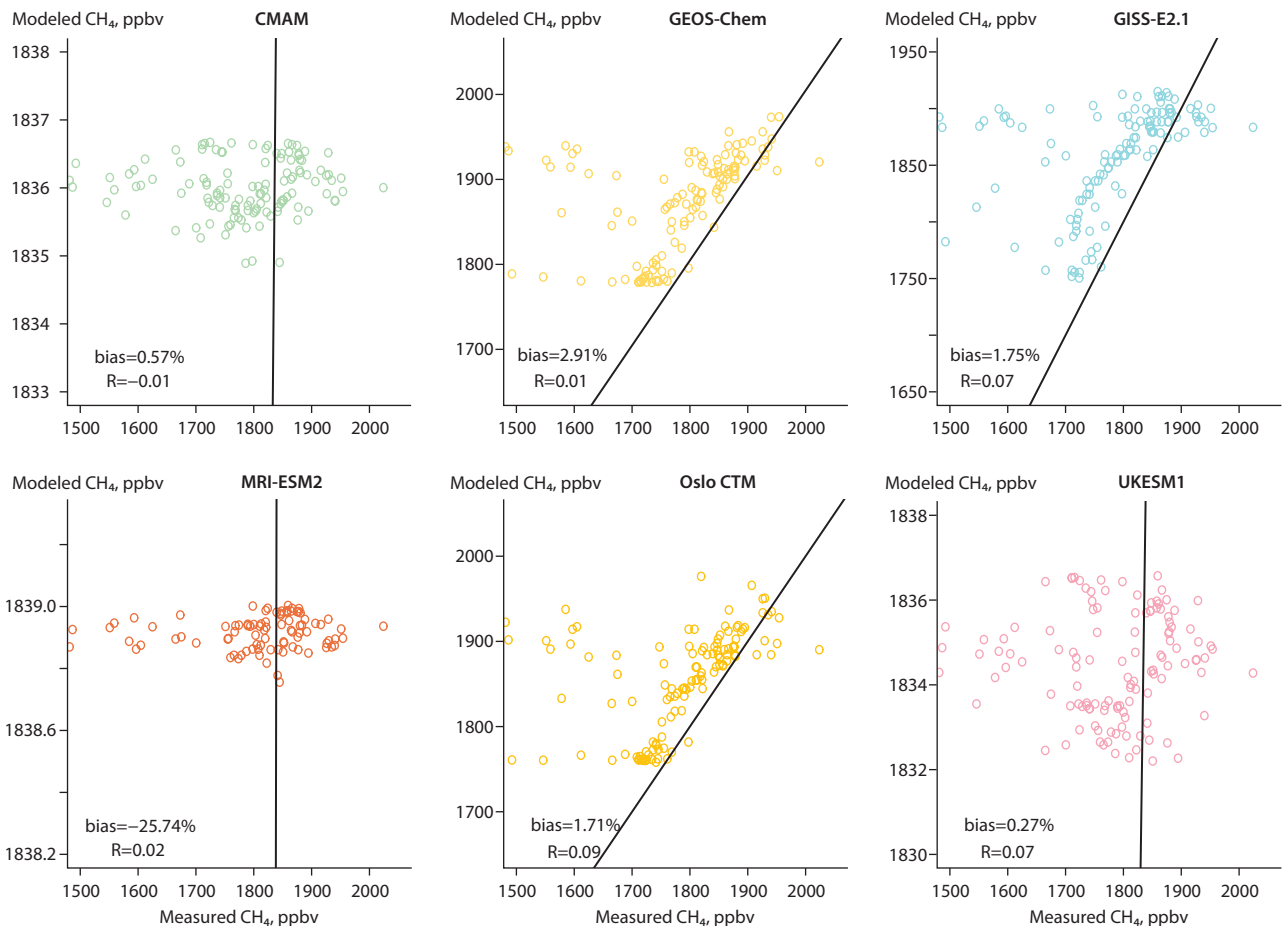 Modeled CH₄, ppbv CMAM
1838
1837
1836
1835
1834
1833
bias=0.57%
R=−0.01
1500 1600 1700 1800 1900 2000
Modeled CH₄, ppbv GEOS-Chem
2000
1900
1800
1700
bias=2.91%
R=0.01
1500 1600 1700 1800 1900 2000
Modeled CH₄, ppbv GISS-E2.1
1950
1850
1750
1650
bias=1.75%
R=0.07
1500 1600 1700 1800 1900 2000
Modeled CH₄, ppbv MRI-ESM2
1839.0
1838.6
1838.2
bias=−25.74%
R=0.02
1500 1600 1700 1800 1900 2000
Measured CH₄, ppbv
Modeled CH₄, ppbv Oslo CTM
2000
1900
1800
1700
bias=1.71%
R=0.09
1500 1600 1700 1800 1900 2000
Measured CH₄, ppbv
Modeled CH₄, ppbv UKESM1
1838
1836
1834
1832
1830
bias=0.27%
R=0.07
1500 1600 1700 1800 1900 2000
Measured CH₄, ppbv